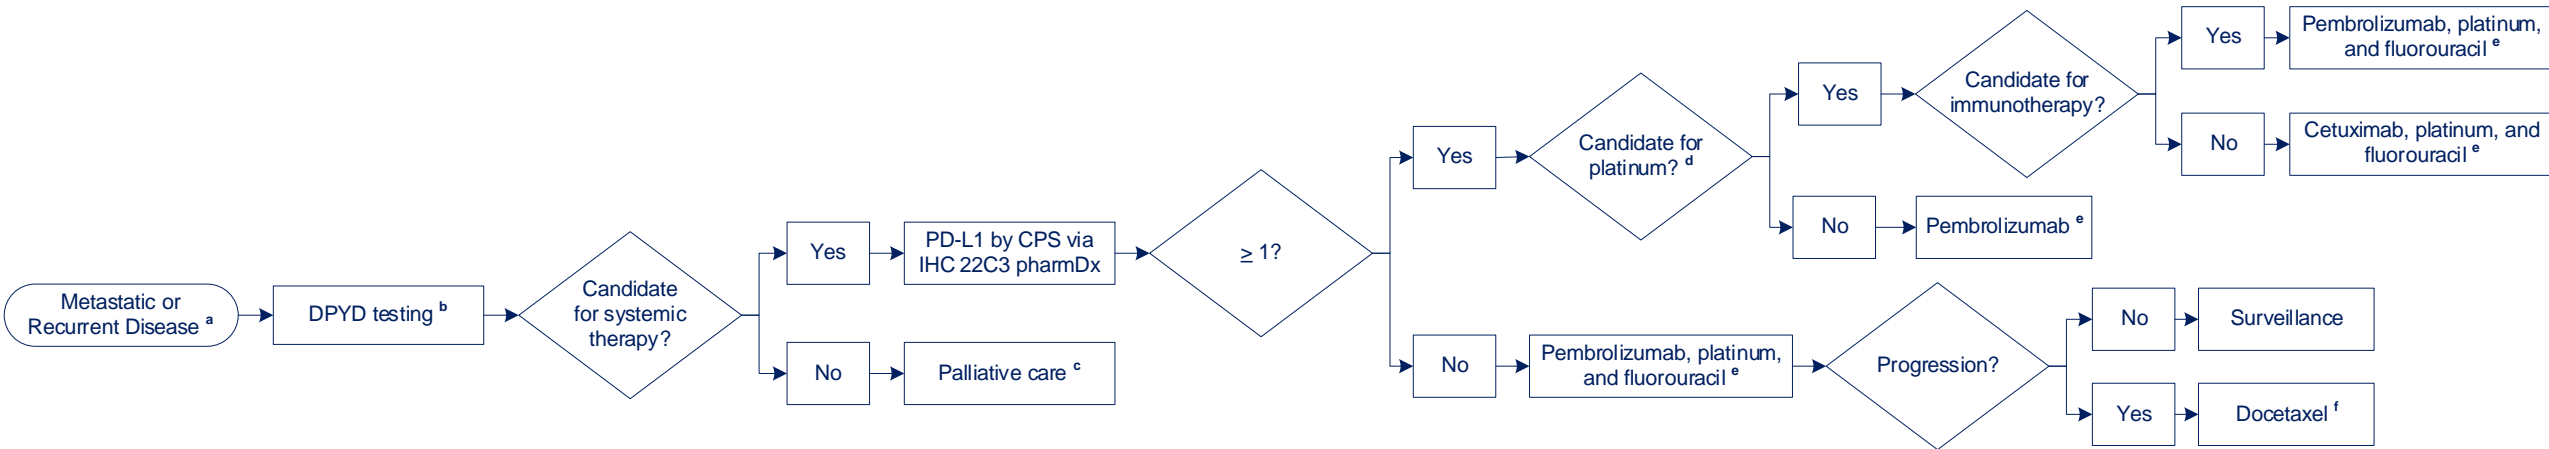 Metastatic or
Recurrent Disease a
DPYD testing b
Candidate
for systemic
therapy?
Yes
PD-L1 by CPS via
IHC 22C3 pharmDx
No
Palliative care c
≥ 1?
Yes
Candidate for
platinum? d
Yes
Candidate for
immunotherapy?
Yes
Pembrolizumab, platinum,
and fluorouracil e
No
Cetuximab, platinum, and
fluorouracil e
No
Pembrolizumab e
No
Pembrolizumab, platinum,
and fluorouracil e
Progression?
No
Surveillance
Yes
Docetaxel f